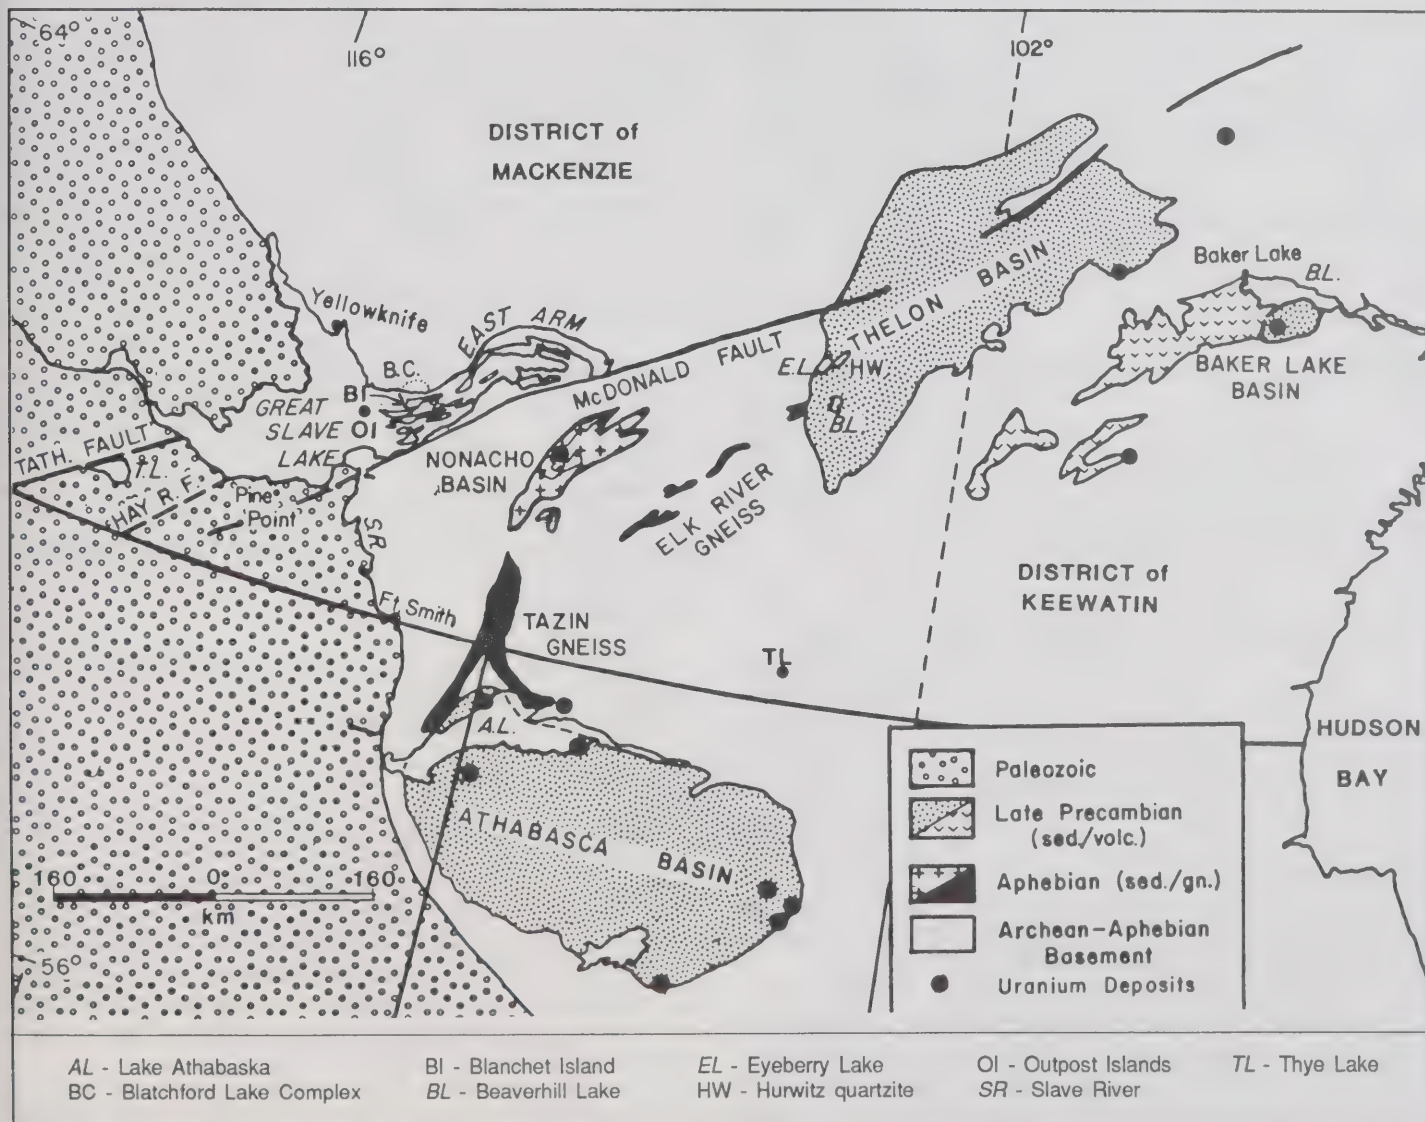 64°
116°
102°
DISTRICT of
MACKENZIE
Yellowknife
EAST ARM
B.C.
BI
GREAT
SLAVE
LAKE
OI
McDONALD FAULT
THELON BASIN
EL
HW
BL
Baker Lake
B.L.
BAKER LAKE
BASIN
TATH. FAULT
T.L.
HAY R. F.
Pine
Point
S.R.
NONACHO
BASIN
ELK RIVER
GNEISS
DISTRICT of
KEEWATIN
Ft Smith
TAZIN
GNEISS
TL
A.L.
ATHABASCA BASIN
HUDSON
BAY
160 0 160
km
56°
Paleozoic
Late Precambian
(sed./volc.)
Aphebian (sed./gn.)
Archean-Aphebian
Basement
Uranium Deposits
AL - Lake Athabaska
BC - Blatchford Lake Complex
BI - Blanchet Island
BL - Beaverhill Lake
EL - Eyeberry Lake
HW - Hurwitz quartzite
OI - Outpost Islands
SR - Slave River
TL - Thye Lake